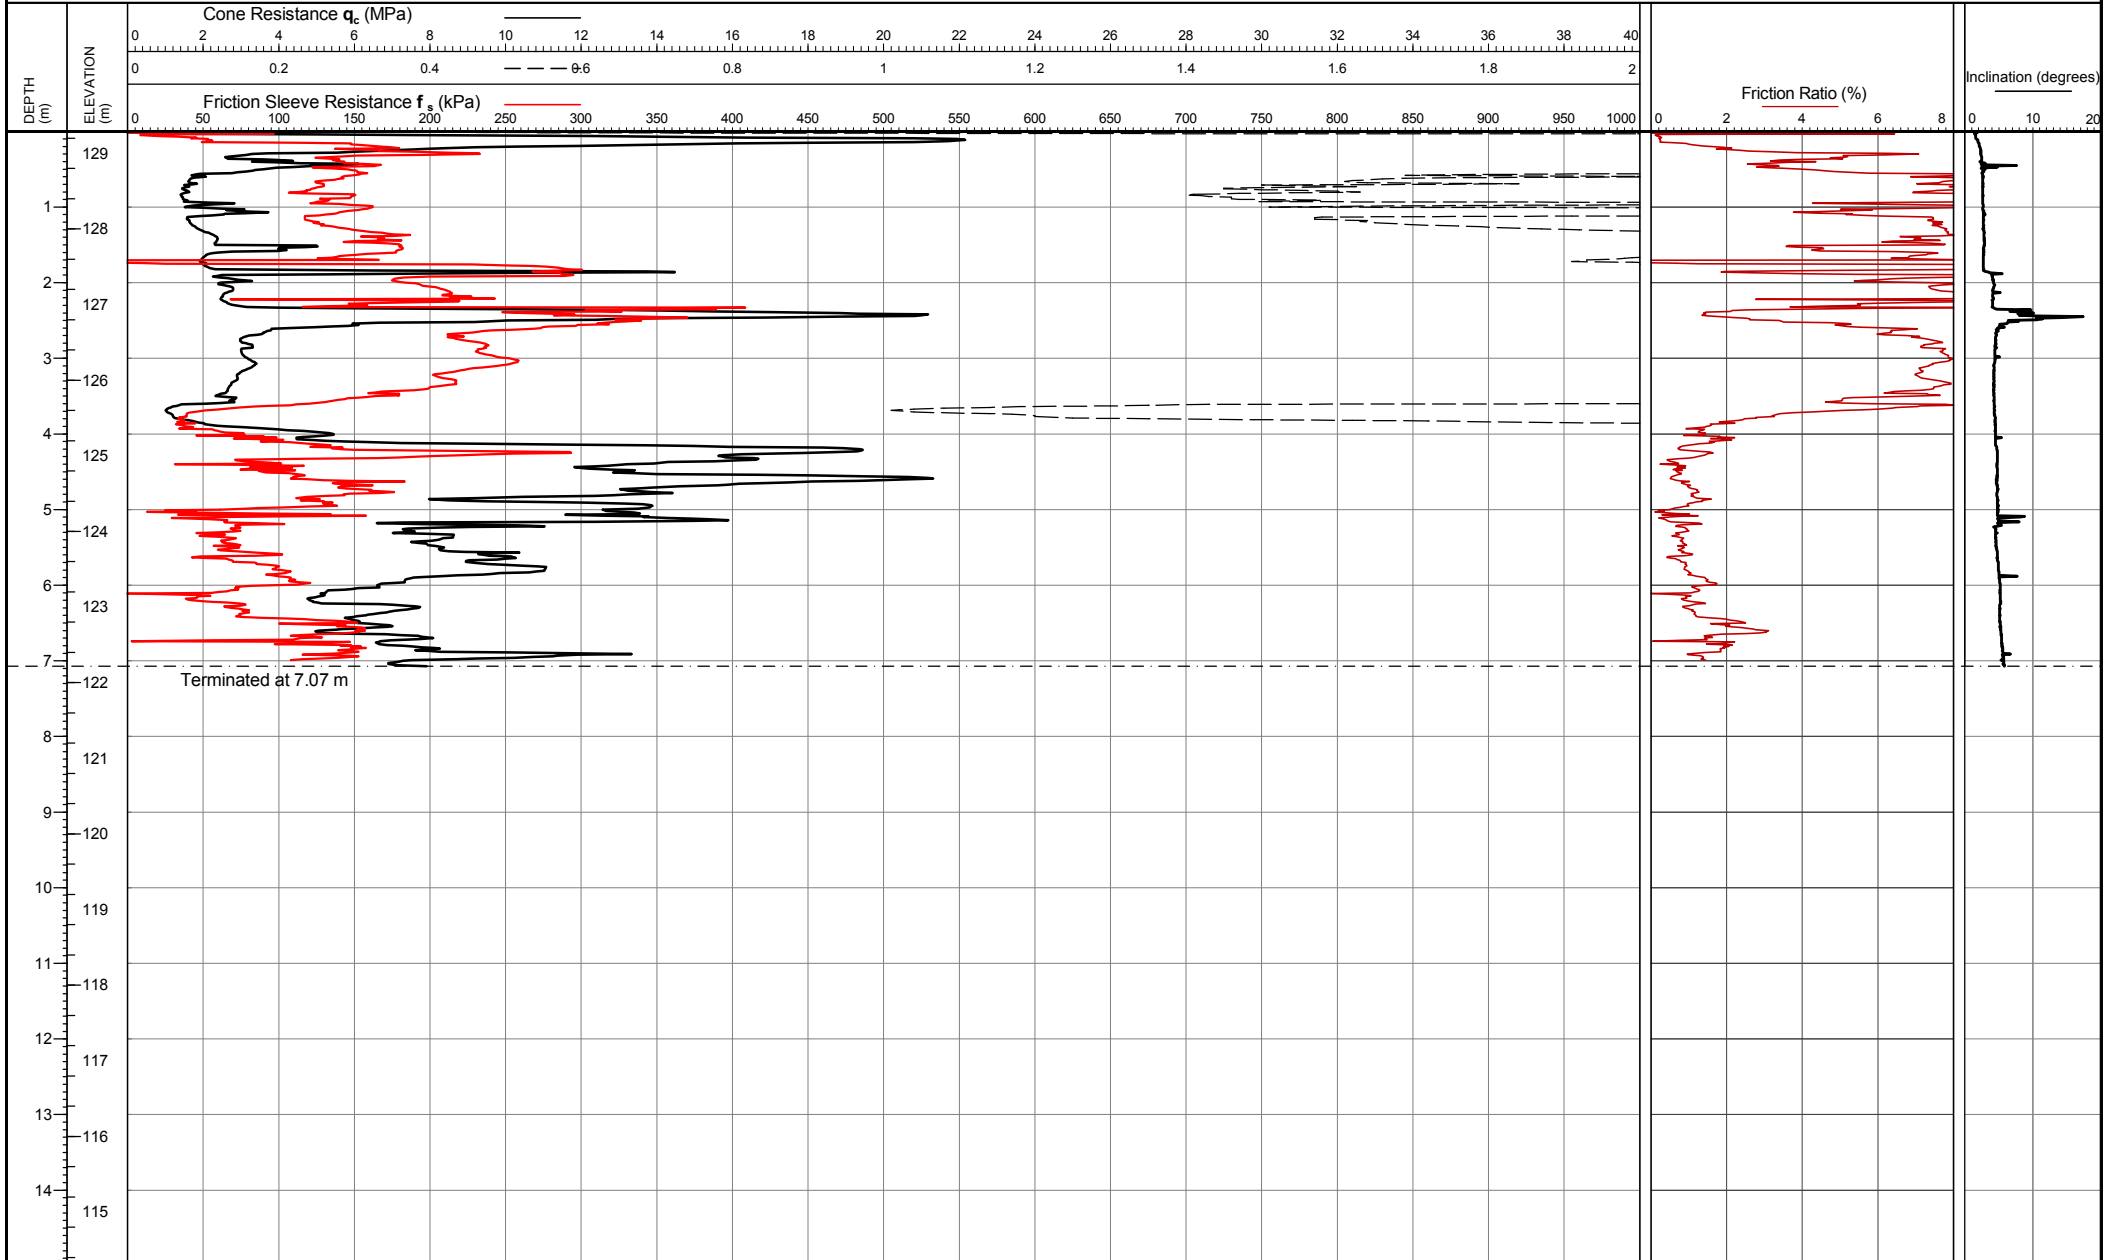 Cone Resistance qc (MPa)
0 2 4 6 8 10 12 14 16 18 20 22 24 26 28 30 32 34 36 38 40
0 0.2 0.4 0.6 0.8 1 1.2 1.4 1.6 1.8 2
Friction Sleeve Resistance fs (kPa)
50 100 150 200 250 300 350 400 450 500 550 600 650 700 750 800 850 900 950 1000
DEPTH
(m)
ELEVATION
(m)
Friction Ratio (%)
0 2 4 6 8
Inclination (degrees)
0 10 20
129
1
128
2
127
3
126
4
125
5
124
6
123
7
Terminated at 7.07 m
122
8
121
9
120
10
119
11
118
12
117
13
116
14
115